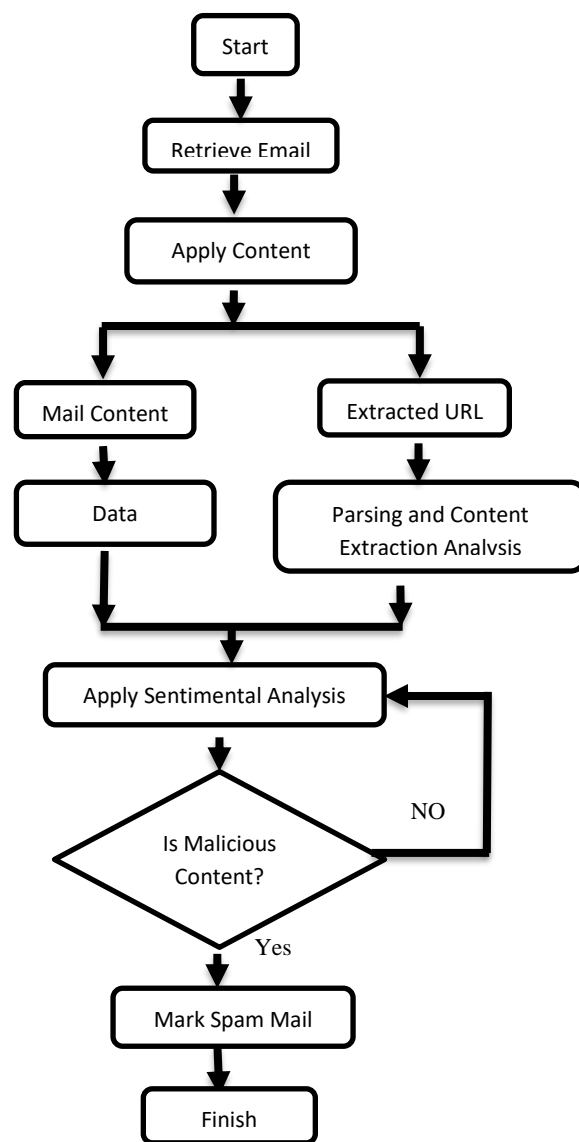 Start
Retrieve Email
Apply Content
Mail Content
Extracted URL
Data
Parsing and Content
Extraction Analysis
Apply Sentimental Analysis
NO
Is Malicious
Content?
Yes
Mark Spam Mail
Finish